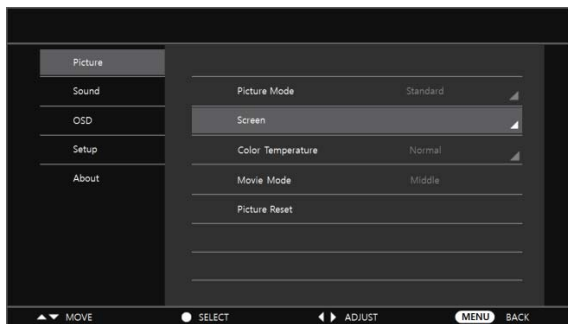 Picture
Sound
OSD
Setup
About
Picture Mode Standard
Screen
Color Temperature Normal
Movie Mode Middle
Picture Reset
MOVE SELECT ADJUST MENU BACK